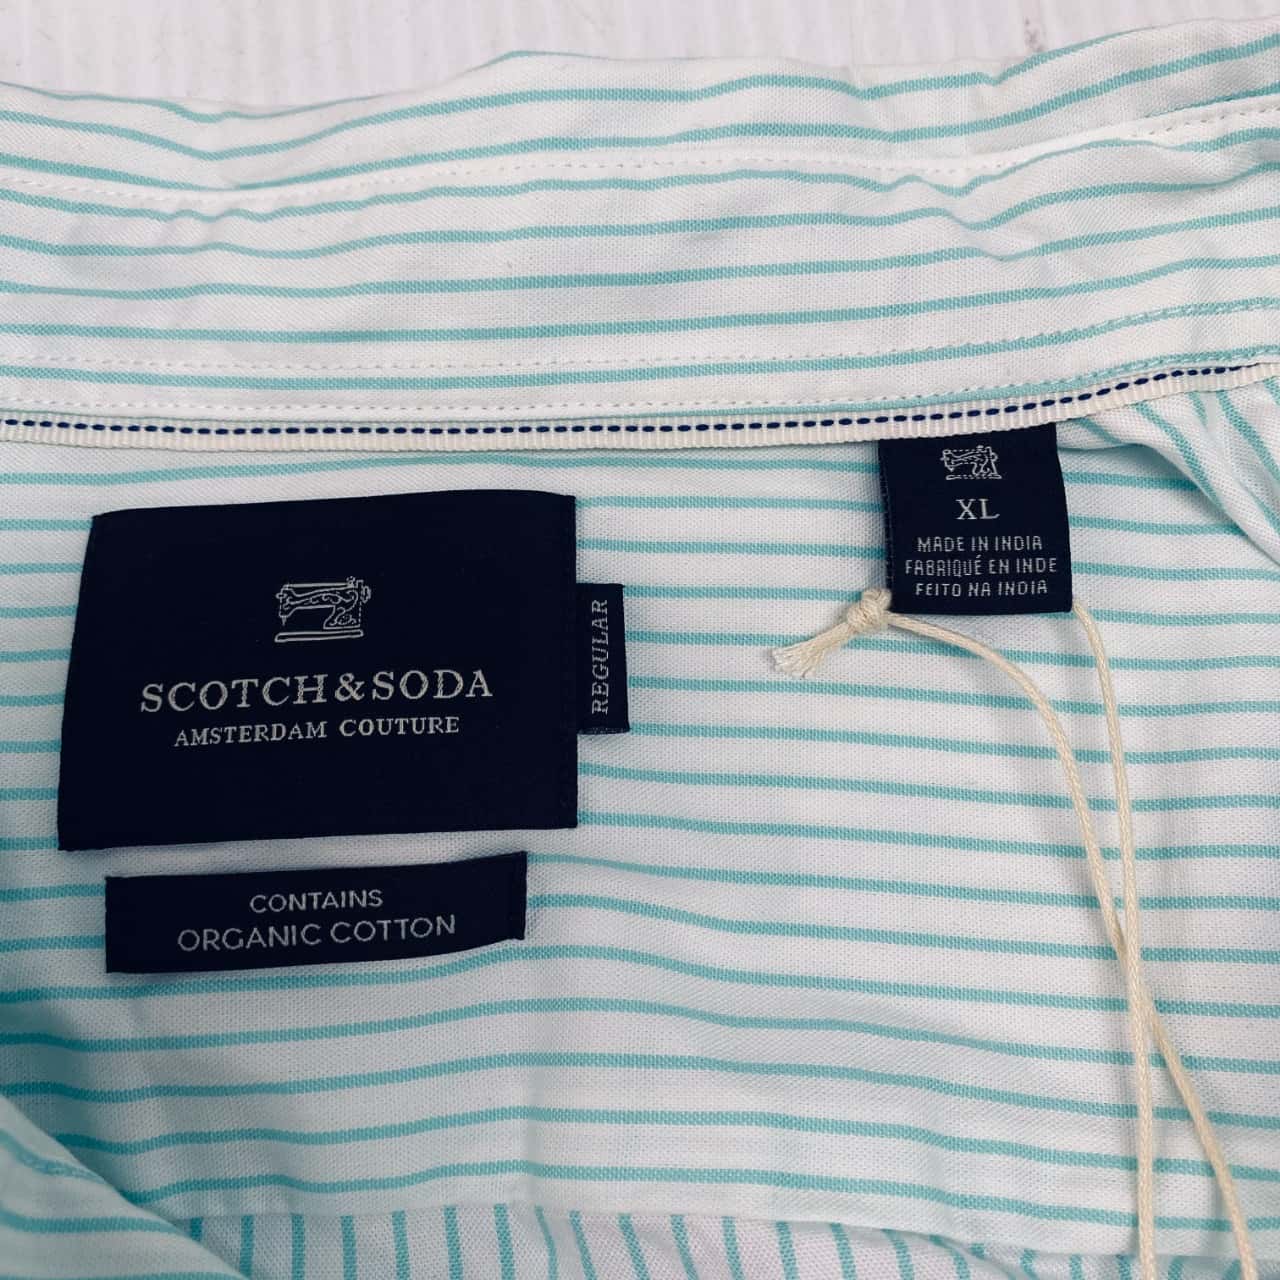 SCOTCH & SODA
AMSTERDAM COUTURE
REGULAR
CONTAINS
ORGANIC COTTON
XL
MADE IN INDIA
FABRIQUÉ EN INDE
FEITO NA INDIA